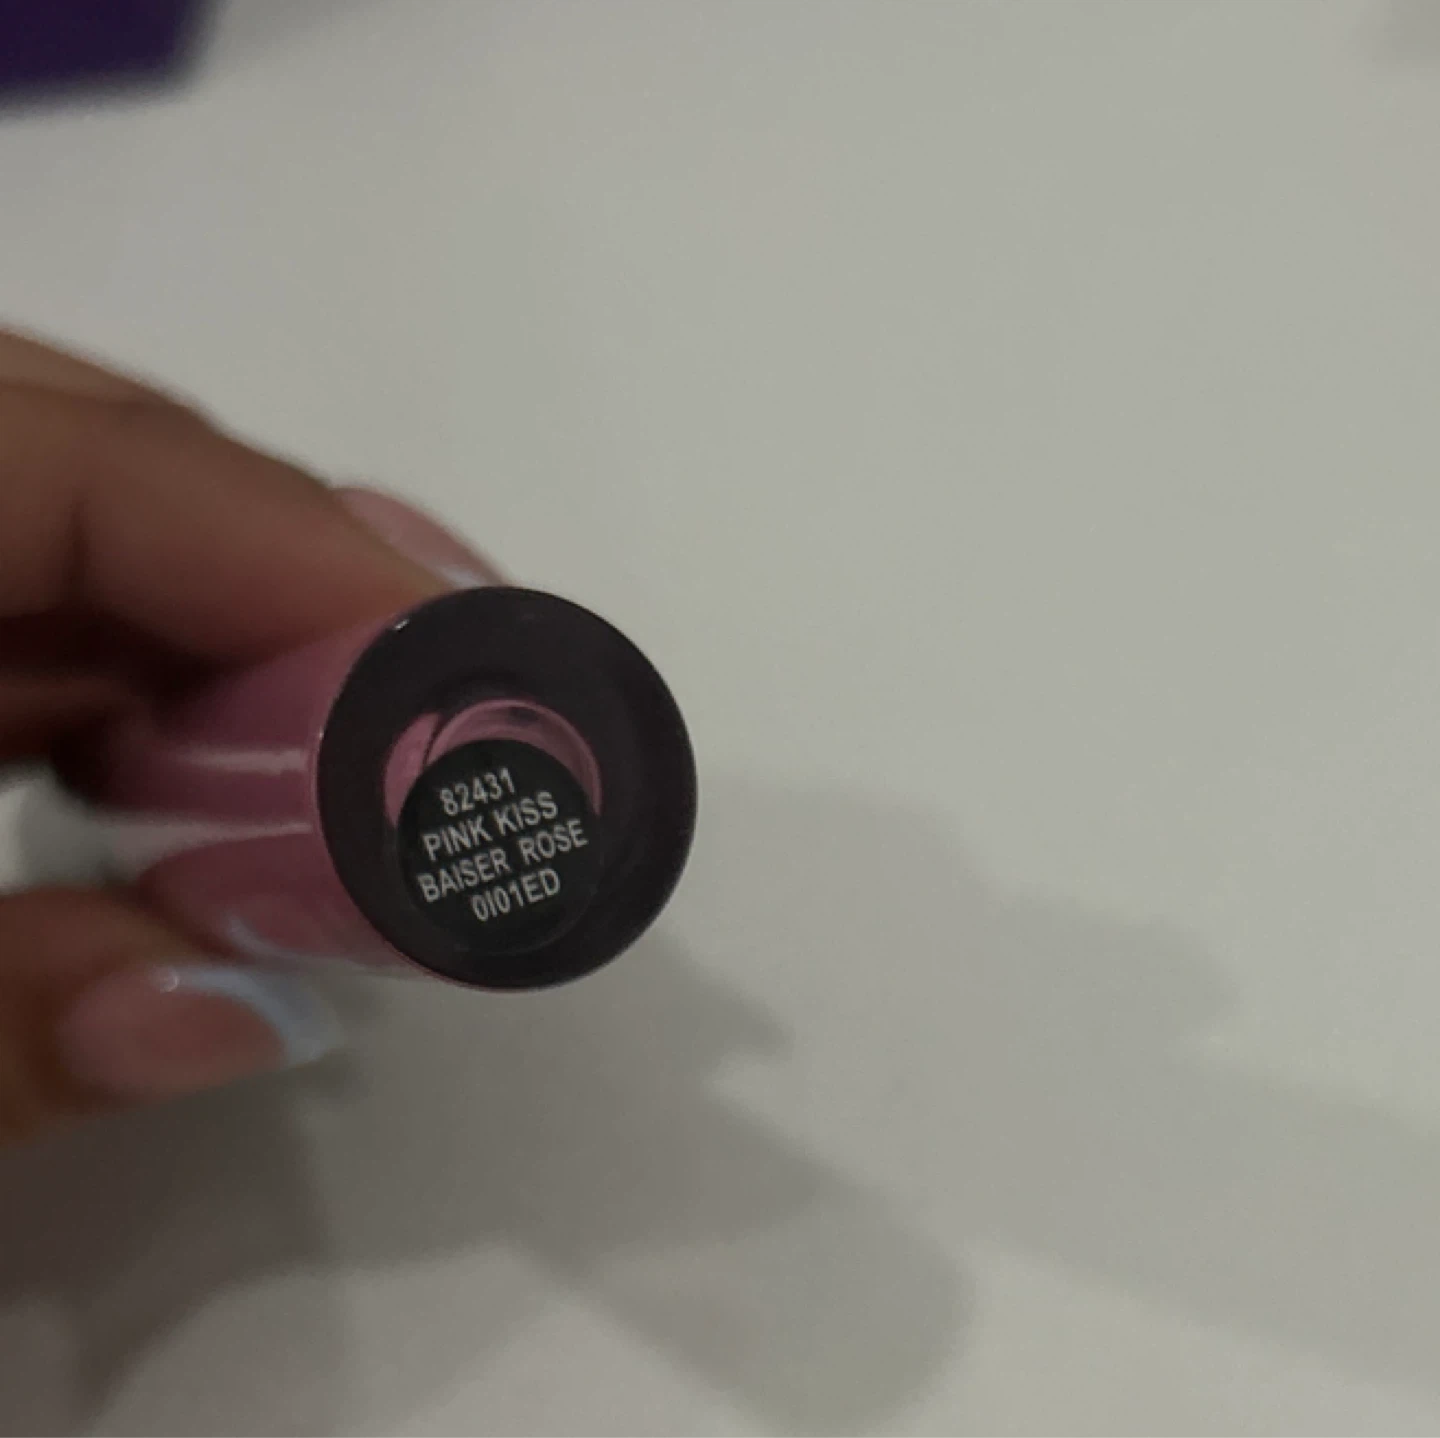 82431
PINK KISS
BAISER ROSE
0I01ED